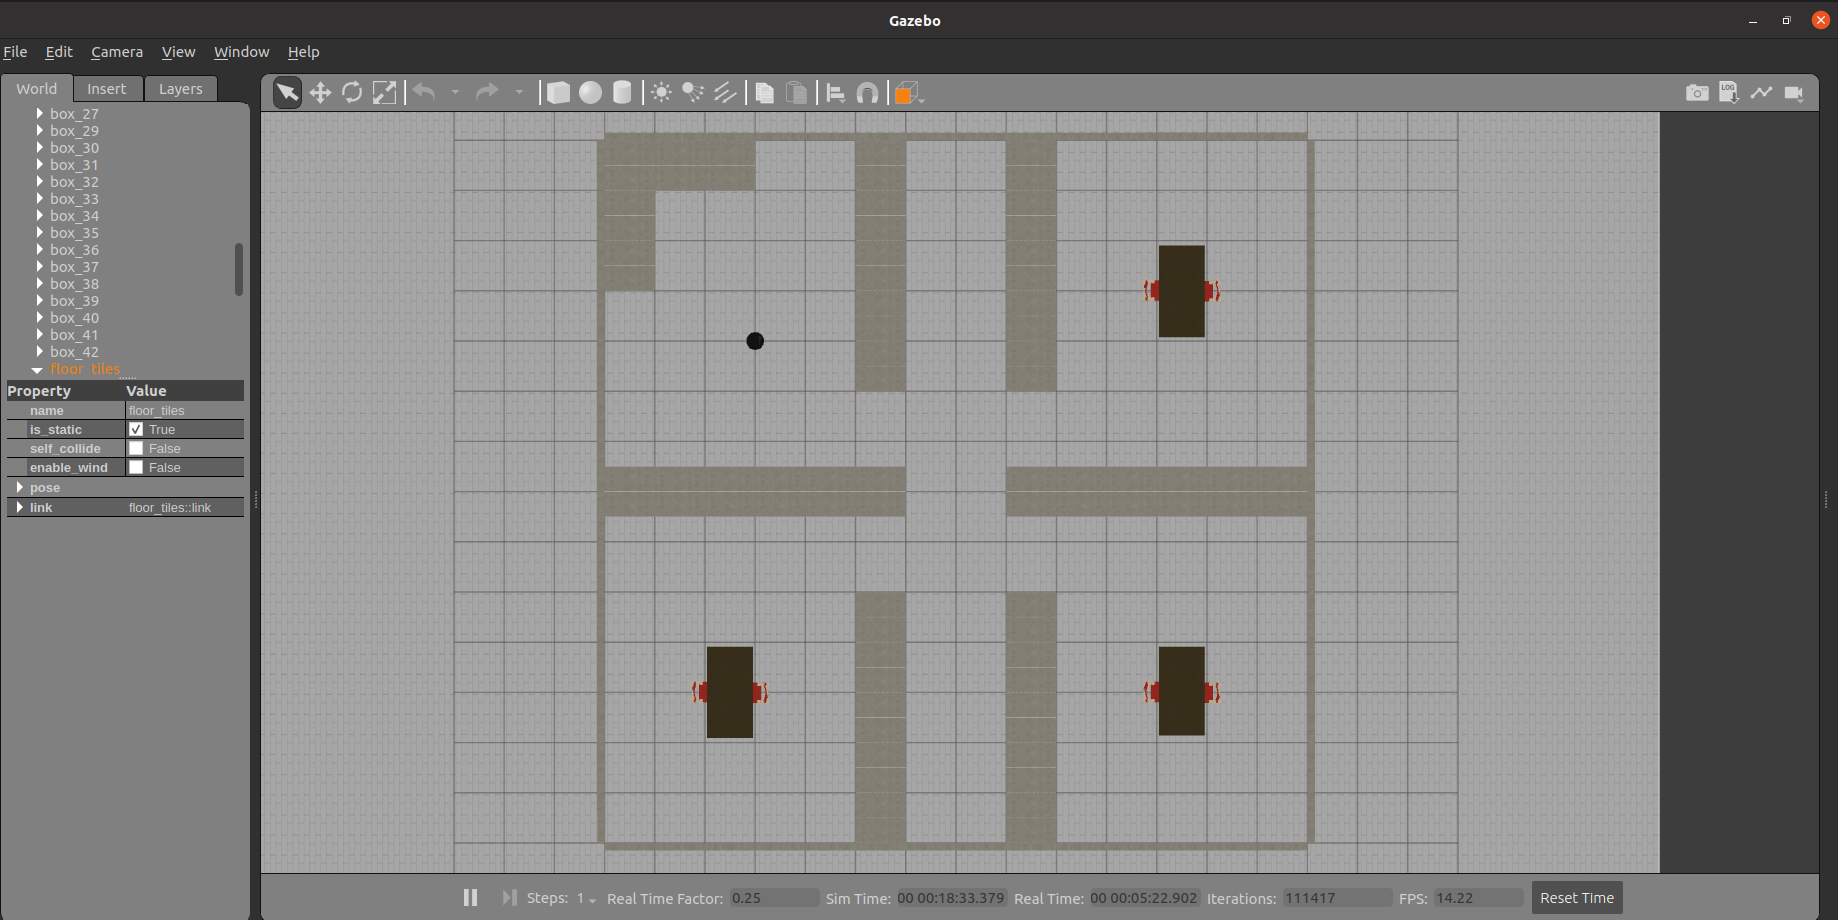 Gazebo
File Edit Camera View Window Help
World Insert Layers
LOG
box_27
box_29
box_30
box_31
box_32
box_33
box_34
box_35
box_36
box_37
box_38
box_39
box_40
box_41
box_42
floor_tiles
Property Value
name floor_tiles
is_static True
self_collide False
enable_wind False
pose
link floor_tiles::link
Steps: 1 Real Time Factor: 0.25 Sim Time: 00 00:18:33.379 Real Time: 00 00:05:22.902 Iterations: 111417 FPS: 14.22 Reset Time